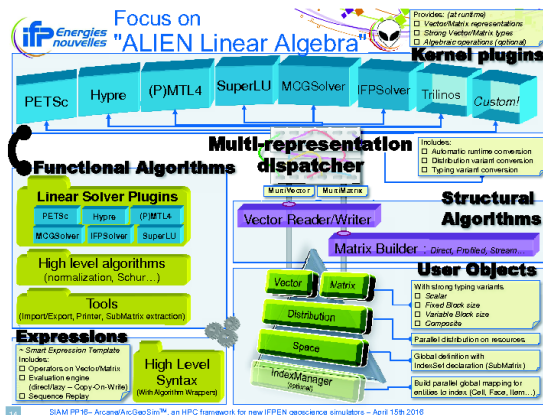 ifp Energies
nouvelles
Focus on
"ALIEN Linear Algebra"
Provides: (at runtime)
Vector/Matrix representations
Strong Vector/Matrix types
Algebraic operations (optional)
Kernel plugins
PETSc
Hypre
(P)MTL4
SuperLU
MCGSolver
IFPSolver
Trilinos
Custom!
Multi-representation
dispatcher
Includes:
Automatic runtime conversion
Distribution variant conversion
Typing variant conversion
MultiVector
MultiMatrix
Functional Algorithms
Linear Solver Plugins
PETSc Hypre (P)MTL4
MCGSolver IFPSolver SuperLU
High level algorithms
(normalization, Schur…)
Tools
(Import/Export, Printer, SubMatrix extraction)
Structural
Algorithms
Vector Reader/Writer
Matrix Builder : Direct, Profiled, Stream…
User Objects
Vector
Matrix
Distribution
Space
IndexManager
(optional)
With strong typing variants
Scalar
Fixed Block size
Variable Block size
Composite
Parallel distribution on resources
Global definition with
IndexSet declaration (SubMatrix)
Build parallel global mapping for
entities to index (Cell, Face, Item…)
Expressions
~ Smart Expression Template
Includes:
Operators on Vector/Matrix
Evaluation engine
(direct/lazy – Copy-On-Write)
Sequence Replay
High Level
Syntax
(With Algorithm Wrappers)
SIAM PP16– Arcane/ArcGeoSim™, an HPC framework for new IFPEN geoscience simulators – April 15th 2016